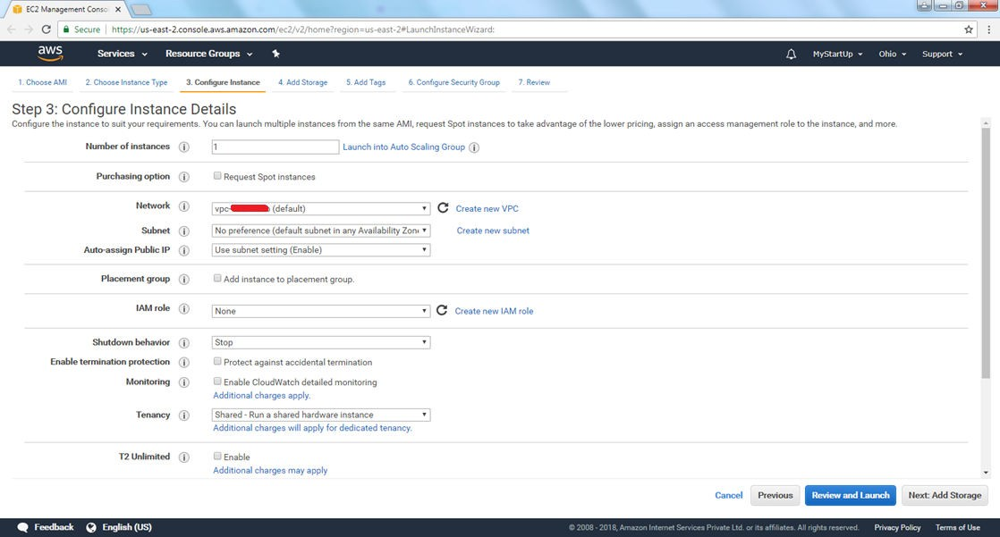 EC2 Management Conso
Secure https://us-east-2.console.aws.amazon.com/ec2/v2/home?region=us-east-2#LaunchInstanceWizard:
aws Services Resource Groups MyStartUp Ohio Support
1. Choose AMI 2. Choose Instance Type 3. Configure Instance 4. Add Storage 5. Add Tags 6. Configure Security Group 7. Review
Step 3: Configure Instance Details
Configure the instance to suit your requirements. You can launch multiple instances from the same AMI, request Spot instances to take advantage of the lower pricing, assign an access management role to the instance, and more.
Number of instances i 1 Launch into Auto Scaling Group i
Purchasing option i Request Spot instances
Network i vpc- (default) Create new VPC
Subnet i No preference (default subnet in any Availability Zone Create new subnet
Auto-assign Public IP i Use subnet setting (Enable)
Placement group i Add instance to placement group.
IAM role i None Create new IAM role
Shutdown behavior i Stop
Enable termination protection i Protect against accidental termination
Monitoring i Enable CloudWatch detailed monitoring
Additional charges apply.
Tenancy i Shared - Run a shared hardware instance
Additional charges will apply for dedicated tenancy.
T2 Unlimited i Enable
Additional charges may apply
Cancel Previous Review and Launch Next: Add Storage
Feedback English (US) © 2008 - 2018, Amazon Internet Services Private Ltd. or its affiliates. All rights reserved. Privacy Policy Terms of Use